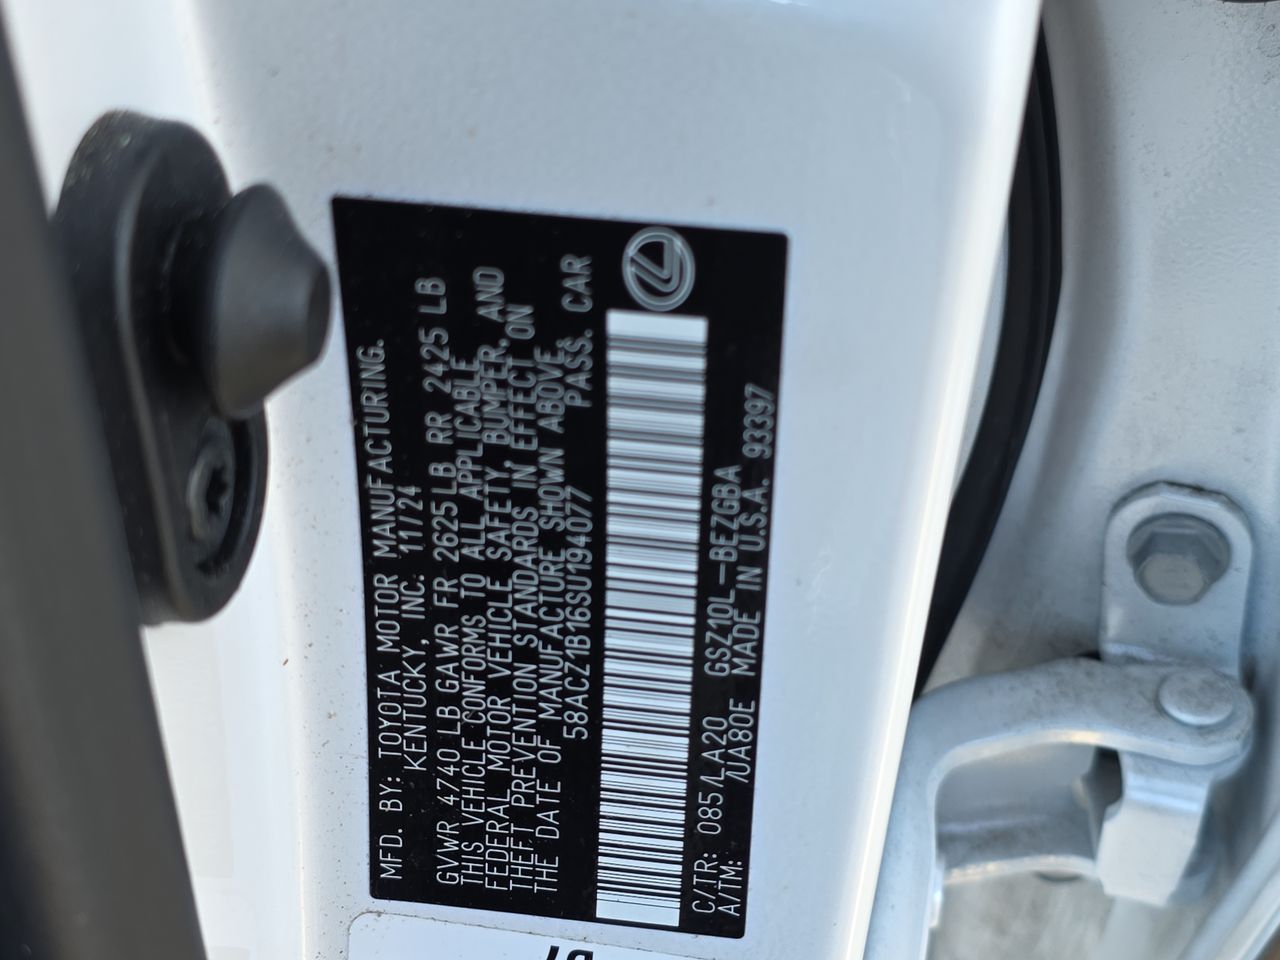 MFD. BY: TOYOTA MOTOR MANUFACTURING.
KENTUCKY, INC. 11/24
GVWR 4740 LB GAWR FR 2625 LB RR 2425 LB
THIS VEHICLE CONFORMS TO ALL APPLICABLE
FEDERAL MOTOR VEHICLE SAFETY, BUMPER, AND
THEFT PREVENTION STANDARDS IN EFFECT ON
THE DATE OF MANUFACTURE SHOWN ABOVE.
58ACZ1B16SU194077 PASS. CAR
C/TR: 085/LA20 GSZ10L-BEZGBA
A/TM: /UA80E MADE IN U.S.A. 93397